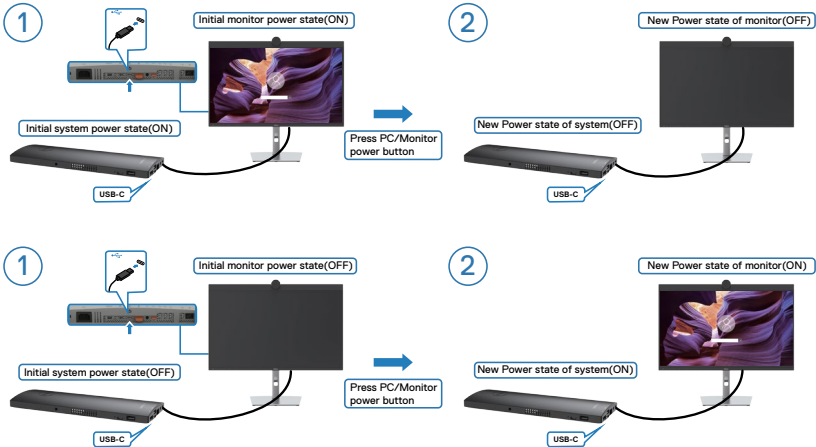 1
Initial monitor power state(ON)
2
New Power state of monitor(OFF)
Initial system power state(ON)
Press PC/Monitor
power button
New Power state of system(OFF)
USB-C
USB-C
1
Initial monitor power state(OFF)
2
New Power state of monitor(ON)
Initial system power state(OFF)
Press PC/Monitor
power button
New Power state of system(ON)
USB-C
USB-C